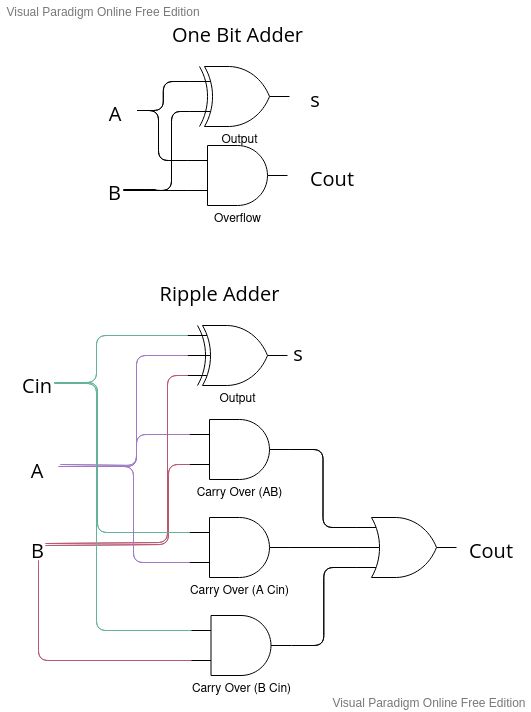 Visual Paradigm Online Free Edition
One Bit Adder
A
s
Output
B
Cout
Overflow
Ripple Adder
s
Cin
Output
A
Carry Over (AB)
B
Cout
Carry Over (A Cin)
Carry Over (B Cin)
Visual Paradigm Online Free Edition